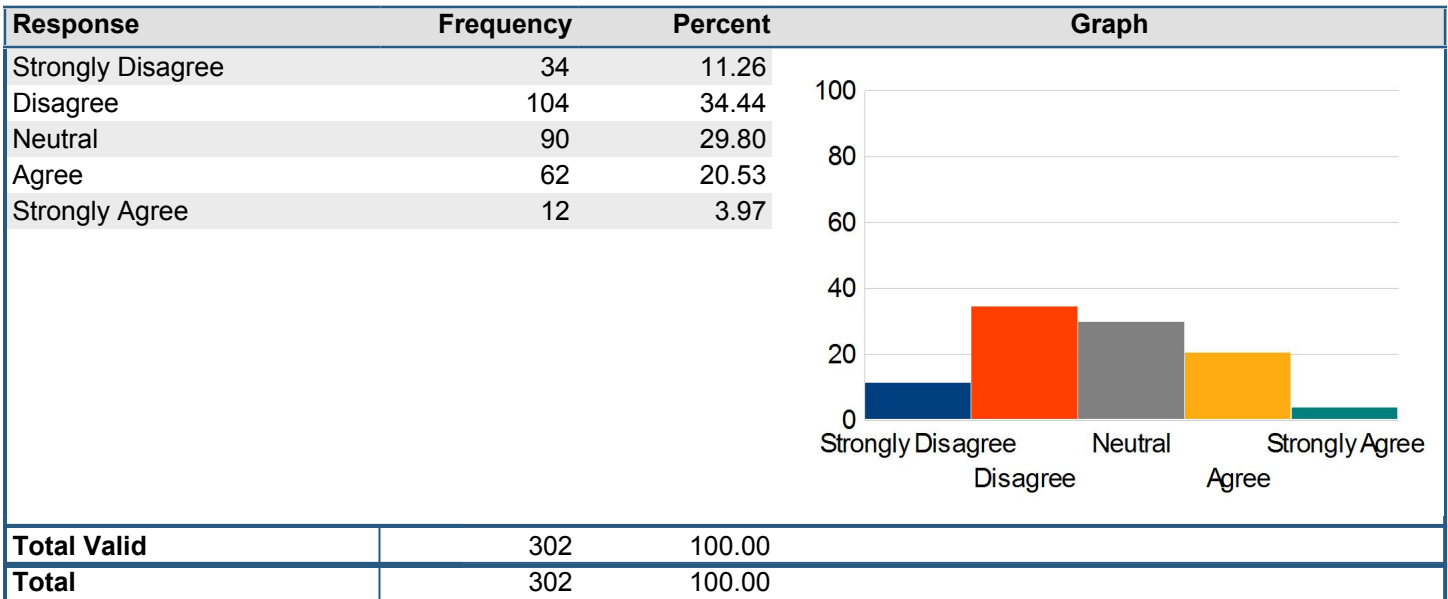 Response Frequency Percent Graph
Strongly Disagree 34 11.26
Disagree 104 34.44
Neutral 90 29.80
Agree 62 20.53
Strongly Agree 12 3.97
100
80
60
40
20
0
Strongly Disagree Neutral Strongly Agree
Disagree Agree
Total Valid 302 100.00
Total 302 100.00